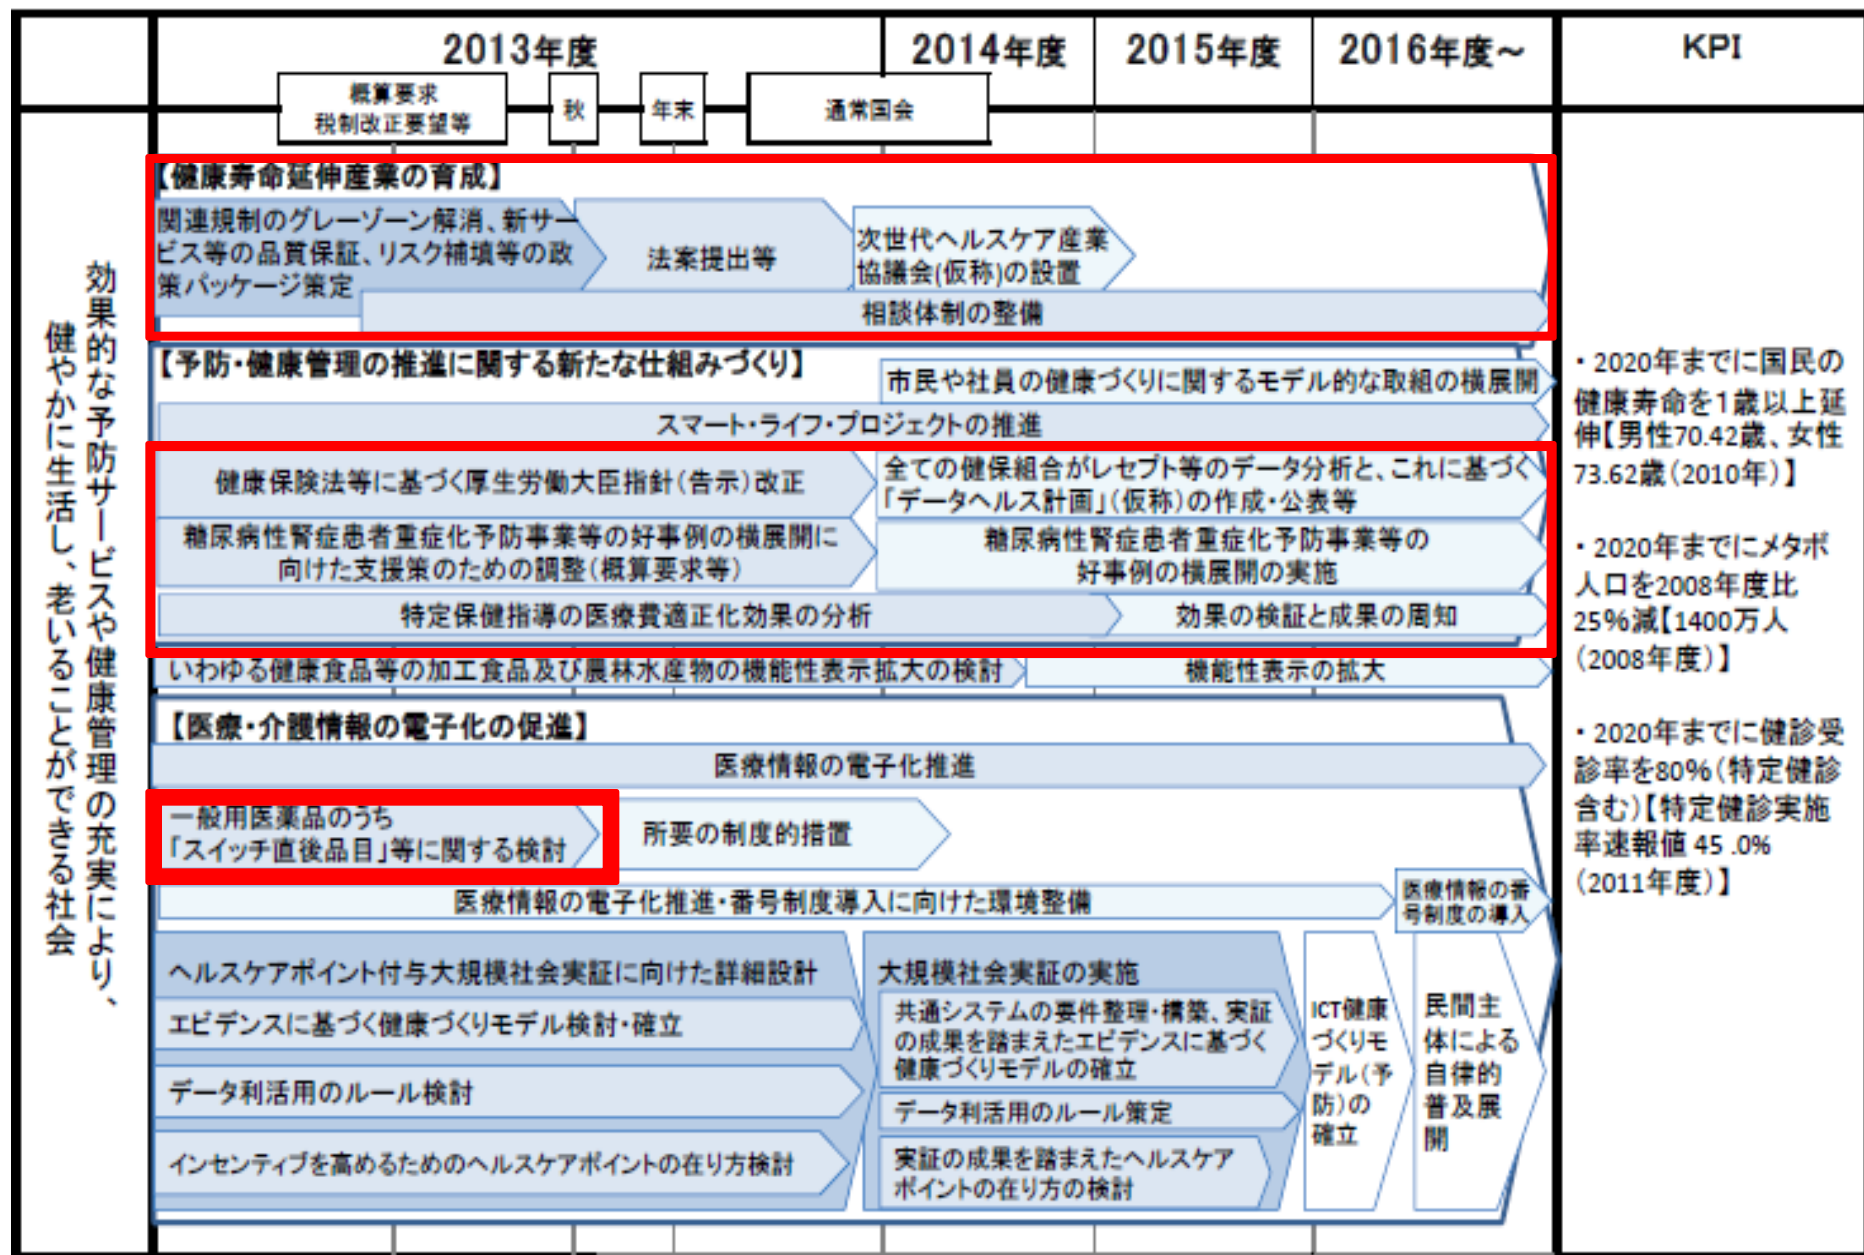 2013年度
2014年度
2015年度
2016年度～
KPI
概算要求
税制改正要望等
秋
年末
通常国会
効果的な予防サービスや健康管理の充実により、
健やかに生活し、老いることができる社会
【健康寿命延伸産業の育成】
関連規制のグレーゾーン解消、新サー
ビス等の品質保証、リスク補填等の政
策パッケージ策定
法案提出等
次世代ヘルスケア産業
協議会(仮称)の設置
相談体制の整備
【予防・健康管理の推進に関する新たな仕組みづくり】
市民や社員の健康づくりに関するモデル的な取組の横展開
スマート・ライフ・プロジェクトの推進
健康保険法等に基づく厚生労働大臣指針（告示）改正
全ての健保組合がレセプト等のデータ分析と、これに基づく
「データヘルス計画」（仮称）の作成・公表等
糖尿病性腎症患者重症化予防事業等の好事例の横展開に
向けた支援策のための調整（概算要求等）
糖尿病性腎症患者重症化予防事業等の
好事例の横展開の実施
特定保健指導の医療費適正化効果の分析
効果の検証と成果の周知
いわゆる健康食品等の加工食品及び農林水産物の機能性表示拡大の検討
機能性表示の拡大
【医療・介護情報の電子化の促進】
医療情報の電子化推進
一般用医薬品のうち
「スイッチ直後品目」等に関する検討
所要の制度的措置
医療情報の電子化推進・番号制度導入に向けた環境整備
医療情報の番
号制度の導入
ヘルスケアポイント付与大規模社会実証に向けた詳細設計
エビデンスに基づく健康づくりモデル検討・確立
データ利活用のルール検討
インセンティブを高めるためのヘルスケアポイントの在り方検討
大規模社会実証の実施
共通システムの要件整理・構築、実証
の成果を踏まえたエビデンスに基づく
健康づくりモデルの確立
データ利活用のルール策定
実証の成果を踏まえたヘルスケア
ポイントの在り方の検討
ICT健康
づくりモ
デル（予
防）の
確立
民間主
体による
自律的
普及展
開
・2020年までに国民の
健康寿命を1歳以上延
伸【男性70.42歳、女性
73.62歳（2010年）】
・2020年までにメタボ
人口を2008年度比
25%減【1400万人
（2008年度）】
・2020年までに健診受
診率を80%（特定健診
含む）【特定健診実施
率速報値 45 .0%
（2011年度）】